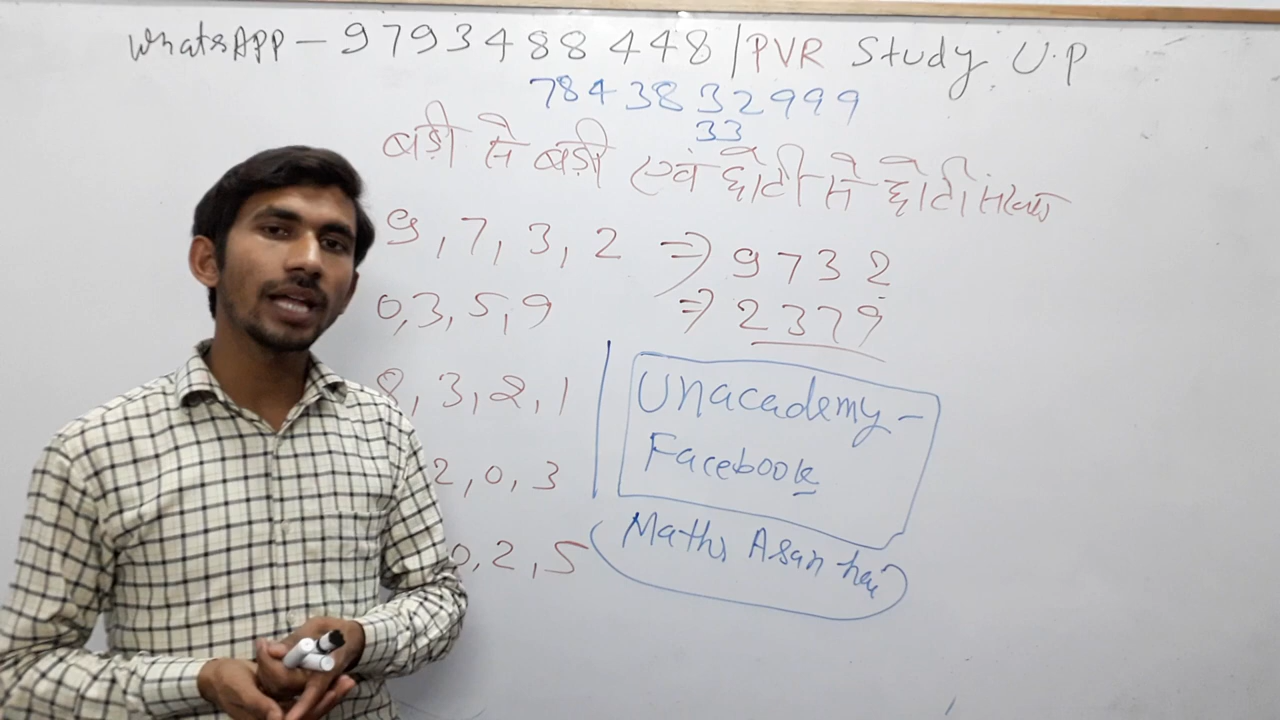 WhatsAPP - 9793488448 | PVR Study U.P
7843832999
33
बड़ी से बड़ी एवं छोटी से छोटी संख्या
9, 7, 3, 2 ⇒ 9732
⇒ 2379
0, 3, 5, 9
8, 3, 2, 1
Unacademy -
Facebook
2, 0, 3
Maths Asan hai
0, 2, 5